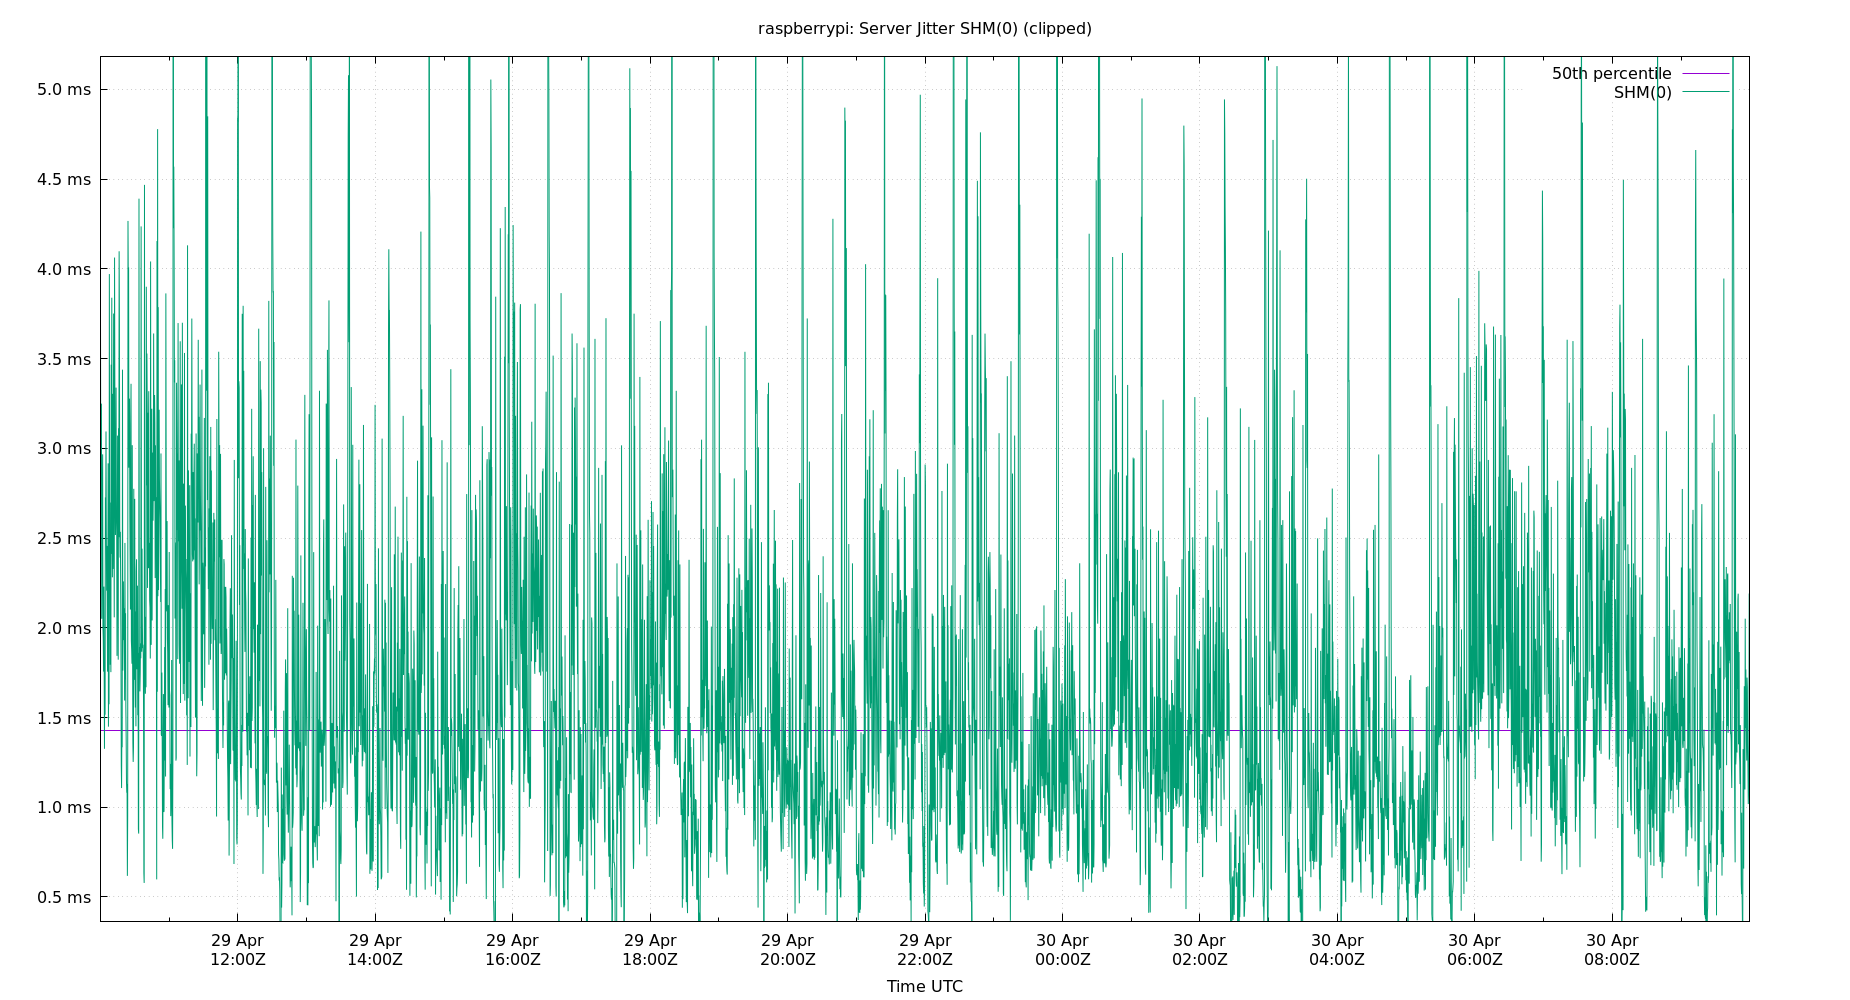 raspberrypi: Server Jitter SHM(0) (clipped)
50th percentile
SHM(0)
5.0 ms
4.5 ms
4.0 ms
3.5 ms
3.0 ms
2.5 ms
2.0 ms
1.5 ms
1.0 ms
0.5 ms
29 Apr 29 Apr 29 Apr 29 Apr 29 Apr 29 Apr 30 Apr 30 Apr 30 Apr 30 Apr 30 Apr
12:00Z 14:00Z 16:00Z 18:00Z 20:00Z 22:00Z 00:00Z 02:00Z 04:00Z 06:00Z 08:00Z
Time UTC